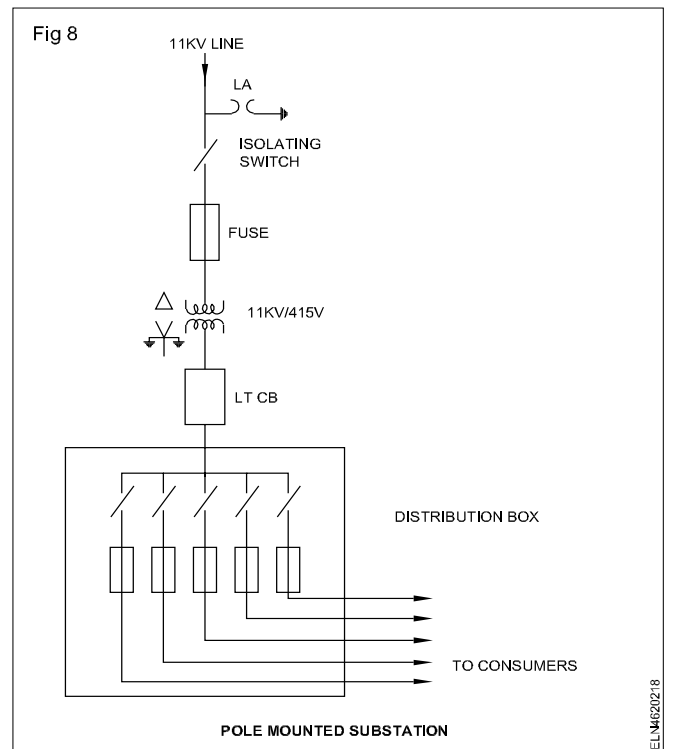 Fig 8
11KV LINE
LA
ISOLATING
SWITCH
FUSE
11KV/415V
LT CB
DISTRIBUTION BOX
TO CONSUMERS
POLE MOUNTED SUBSTATION
ELN4620218